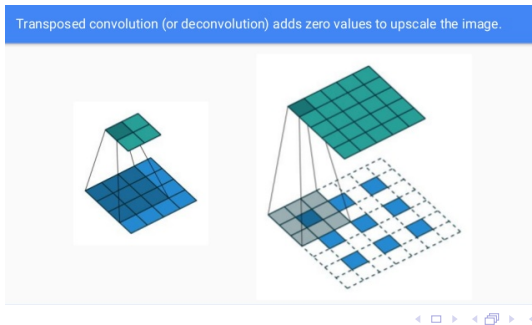 Transposed convolution (or deconvolution) adds zero values to upscale the image.